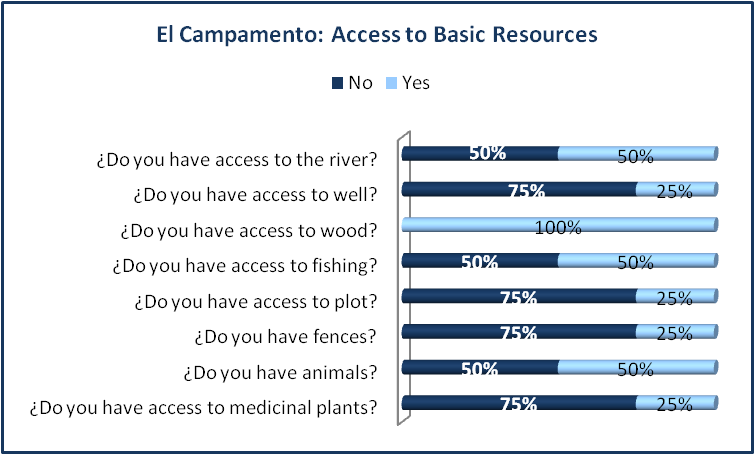 El Campamento: Access to Basic Resources
No Yes
¿Do you have access to the river? 50% 50%
¿Do you have access to well? 75% 25%
¿Do you have access to wood? 100%
¿Do you have access to fishing? 50% 50%
¿Do you have access to plot? 75% 25%
¿Do you have fences? 75% 25%
¿Do you have animals? 50% 50%
¿Do you have access to medicinal plants? 75% 25%